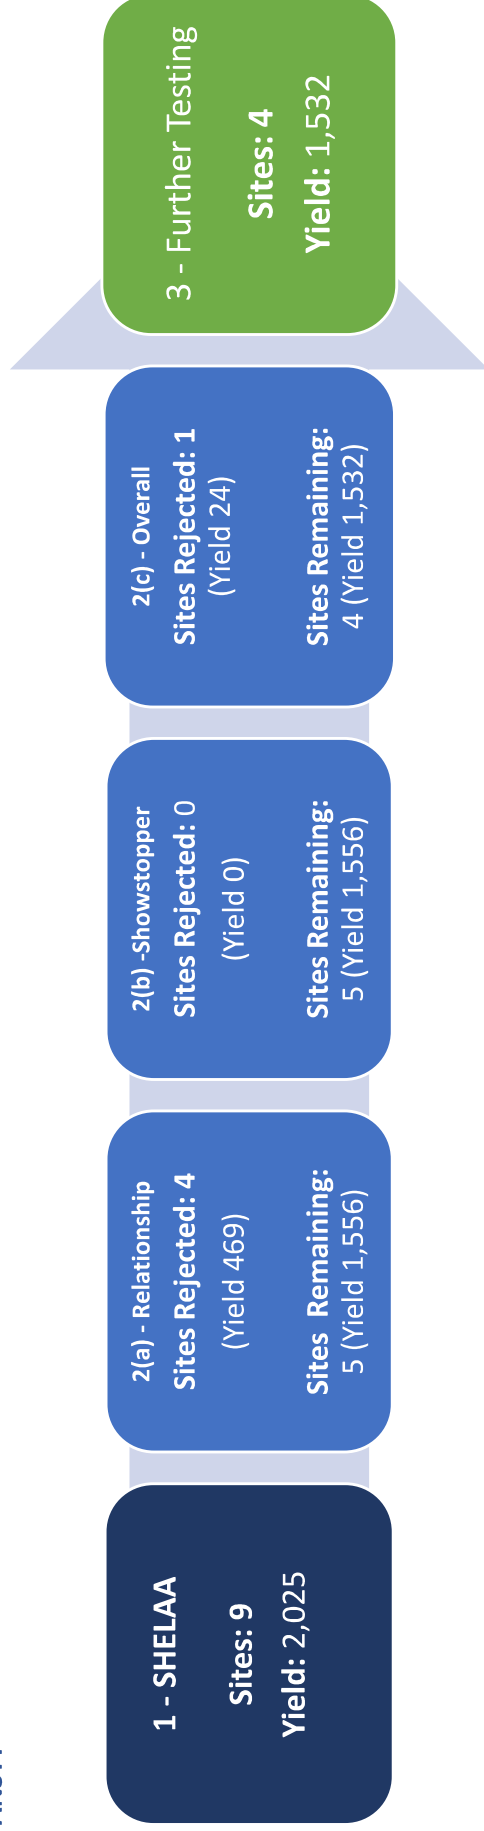 1 - SHELAA
Sites: 9
Yield: 2,025
2(a) - Relationship
Sites Rejected: 4
(Yield 469)
Sites Remaining:
5 (Yield 1,556)
2(b) -Showstopper
Sites Rejected: 0
(Yield 0)
Sites Remaining:
5 (Yield 1,556)
2(c) - Overall
Sites Rejected: 1
(Yield 24)
Sites Remaining:
4 (Yield 1,532)
3 - Further Testing
Sites: 4
Yield: 1,532